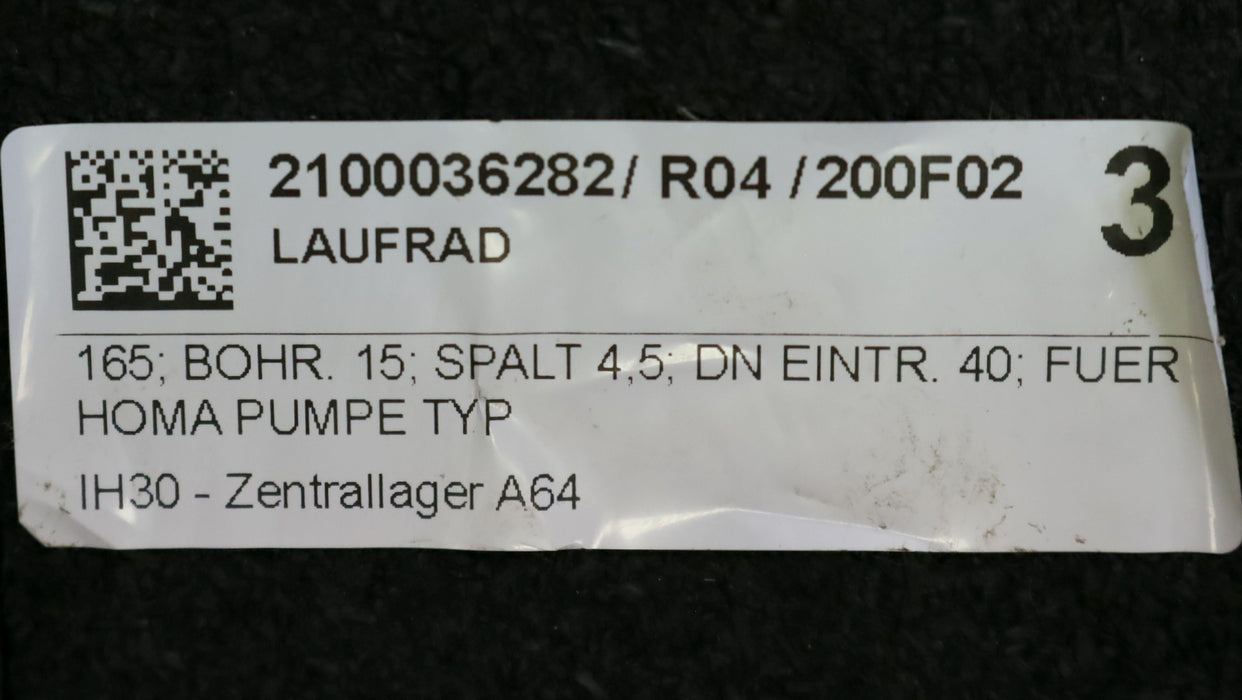 2100036282/ R04 /200F02
3
LAUFRAD
165; BOHR. 15; SPALT 4,5; DN EINTR. 40; FUER
HOMA PUMPE TYP
IH30 - Zentrallager A64